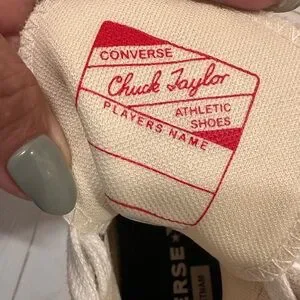 CONVERSE
Chuck Taylor
ATHLETIC
SHOES
PLAYERS NAME